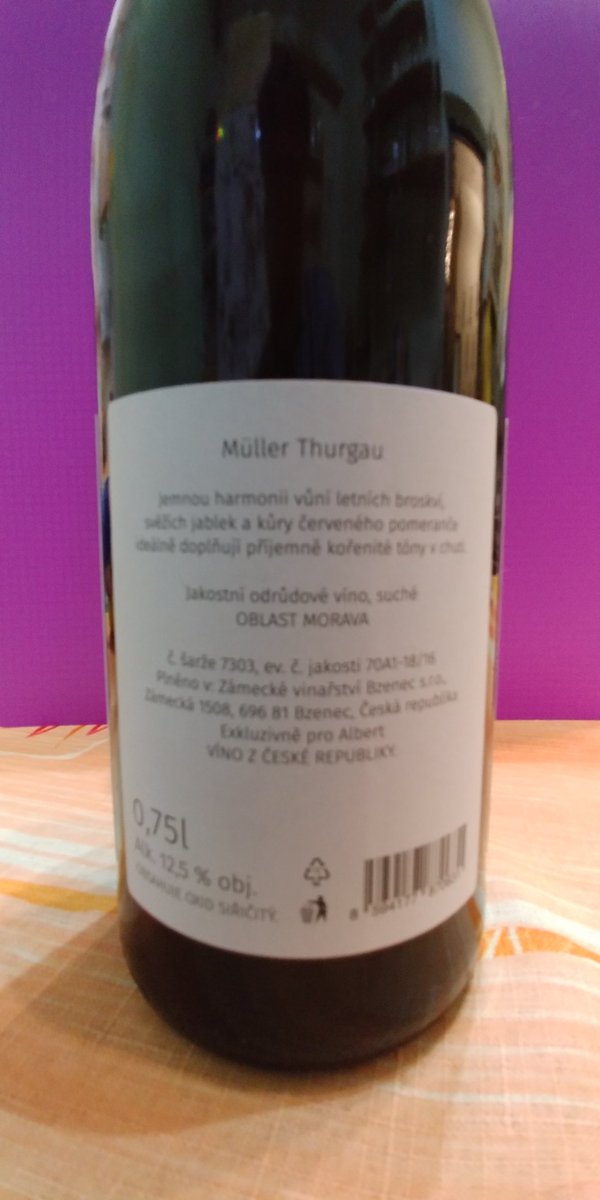 Müller Thurgau
Jemnou harmonii vůní letních broskví,
svěžích jablek a kůry červeného pomeranče
ideálně doplňují příjemně kořenité tóny v chuti.
Jakostní odrůdové víno, suché
OBLAST MORAVA
č. šarže 7303, ev. č. jakosti 70A1-18/16
Plněno v: Zámecké vinařství Bzenec s.r.o.,
Zámecká 1508, 696 81 Bzenec, Česká republika
Exkluzivně pro Albert
VÍNO Z ČESKÉ REPUBLIKY.
0,75l
Alk. 12,5 % obj.
OBSAHUJE OXID SIŘIČITÝ.
8 594177